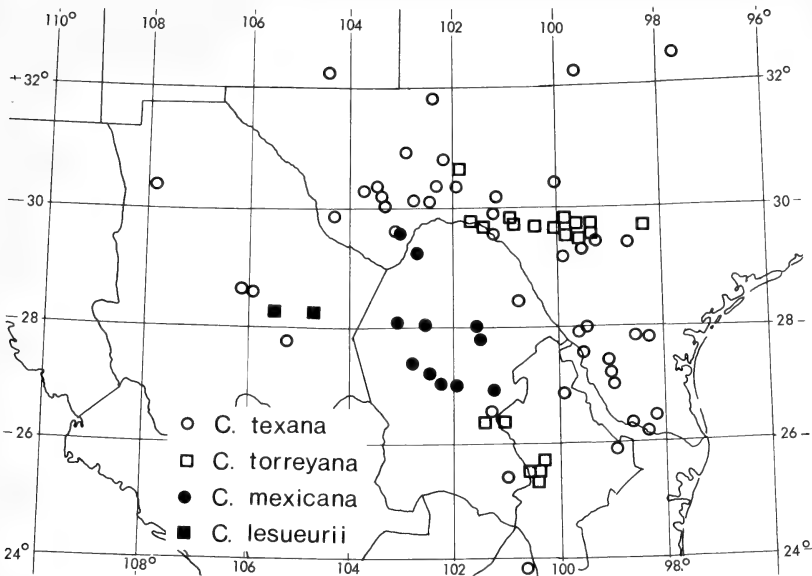 110° 108 106 104 102 100 98 96°
+32° 32°
30 30
28 28
26 26
24° 108 106 104 102 100 98° 24°
C. texana
C. torreyana
C. mexicana
C. lesueurii